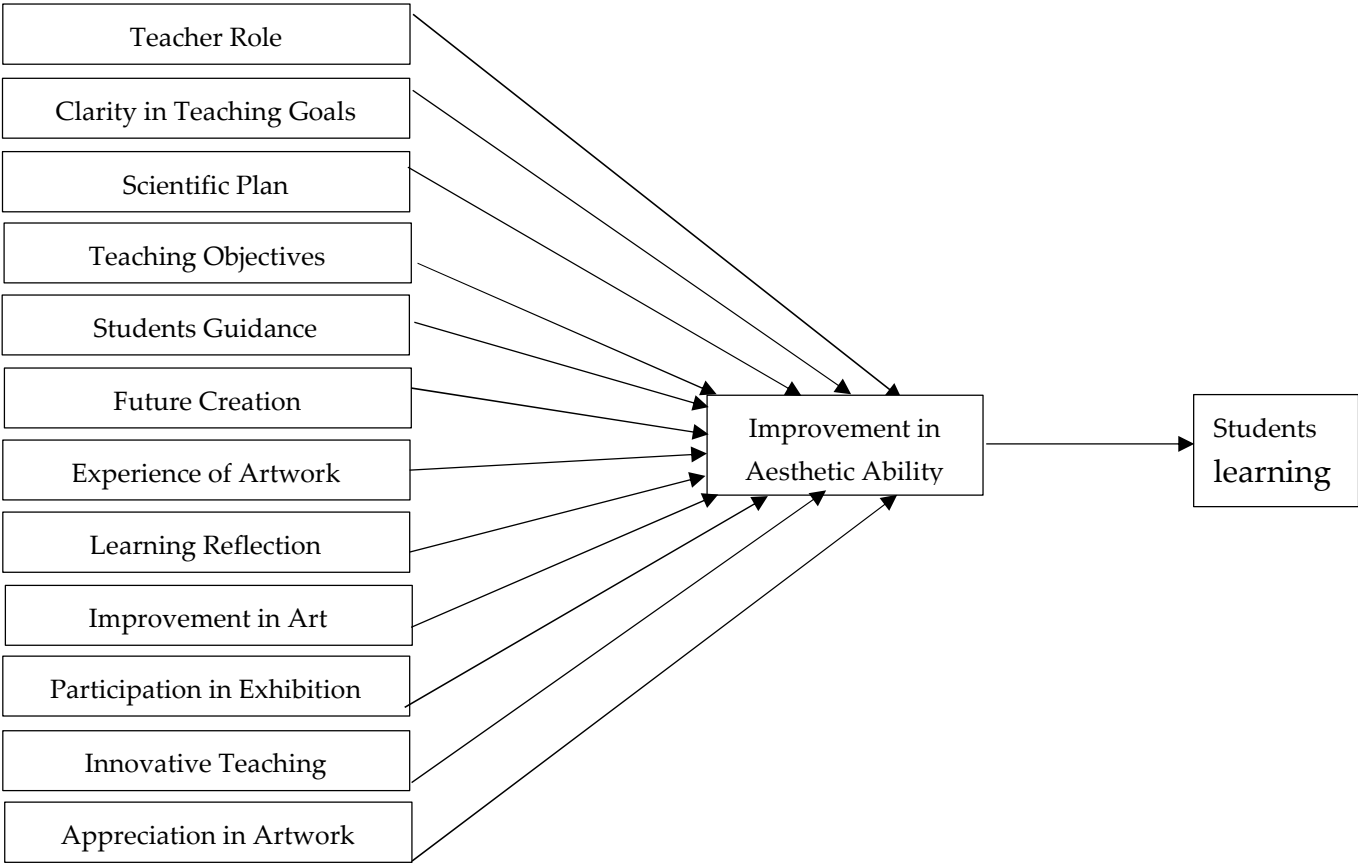 Teacher Role
Clarity in Teaching Goals
Scientific Plan
Teaching Objectives
Students Guidance
Future Creation
Experience of Artwork
Learning Reflection
Improvement in Art
Participation in Exhibition
Innovative Teaching
Appreciation in Artwork
Improvement in
Aesthetic Ability
Students
learning